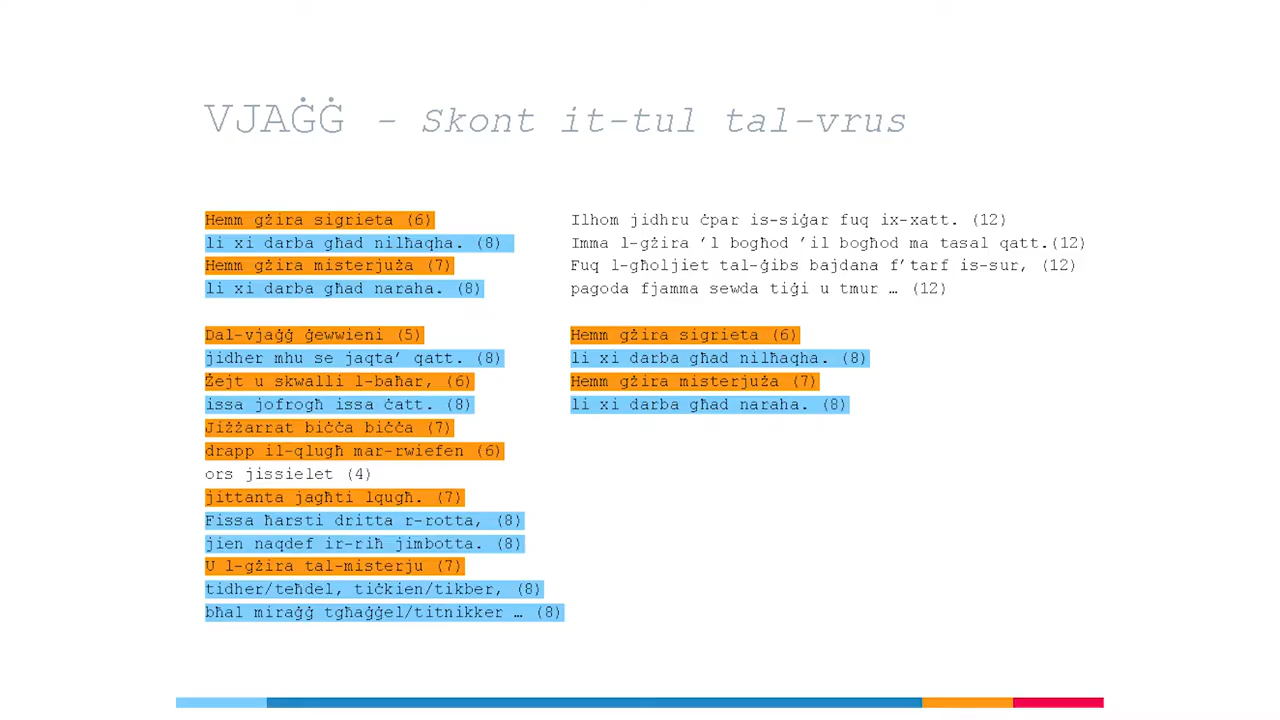 VJAĠĠ - Skont it-tul tal-vrus
Hemm gżira sigrieta (6)
li xi darba għad nilħaqha. (8)
Hemm gżira misterjuża (7)
li xi darba għad naraha. (8)
Dal-vjaġġ ġewwieni (5)
jidher mhu se jaqta’ qatt. (8)
Żejt u skwalli l-baħar, (6)
issa jofrogħ issa ċatt. (8)
Jiżżarrat biċċa biċċa (7)
drapp il-qlugħ mar-rwiefen (6)
ors jissielet (4)
jittanta jagħti lqugħ. (7)
Fissa ħarsti dritta r-rotta, (8)
jien naqdef ir-riħ jimbotta. (8)
U l-gżira tal-misterju (7)
tidher/teħdel, tiċkien/tikber, (8)
bħal miraġġ tgħaġġel/titnikker … (8)
Ilhom jidhru ċpar is-siġar fuq ix-xatt. (12)
Imma l-gżira ’l bogħod ’il bogħod ma tasal qatt.(12)
Fuq l-għoljiet tal-ġibs bajdana f’tarf is-sur, (12)
pagoda fjamma sewda tiġi u tmur … (12)
Hemm gżira sigrieta (6)
li xi darba għad nilħaqha. (8)
Hemm gżira misterjuża (7)
li xi darba għad naraha. (8)